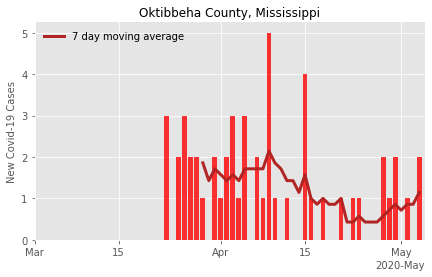 Oktibbeha County, Mississippi
7 day moving average
New Covid-19 Cases
5
4
3
2
1
0
Mar
15
Apr
15
May
2020-May